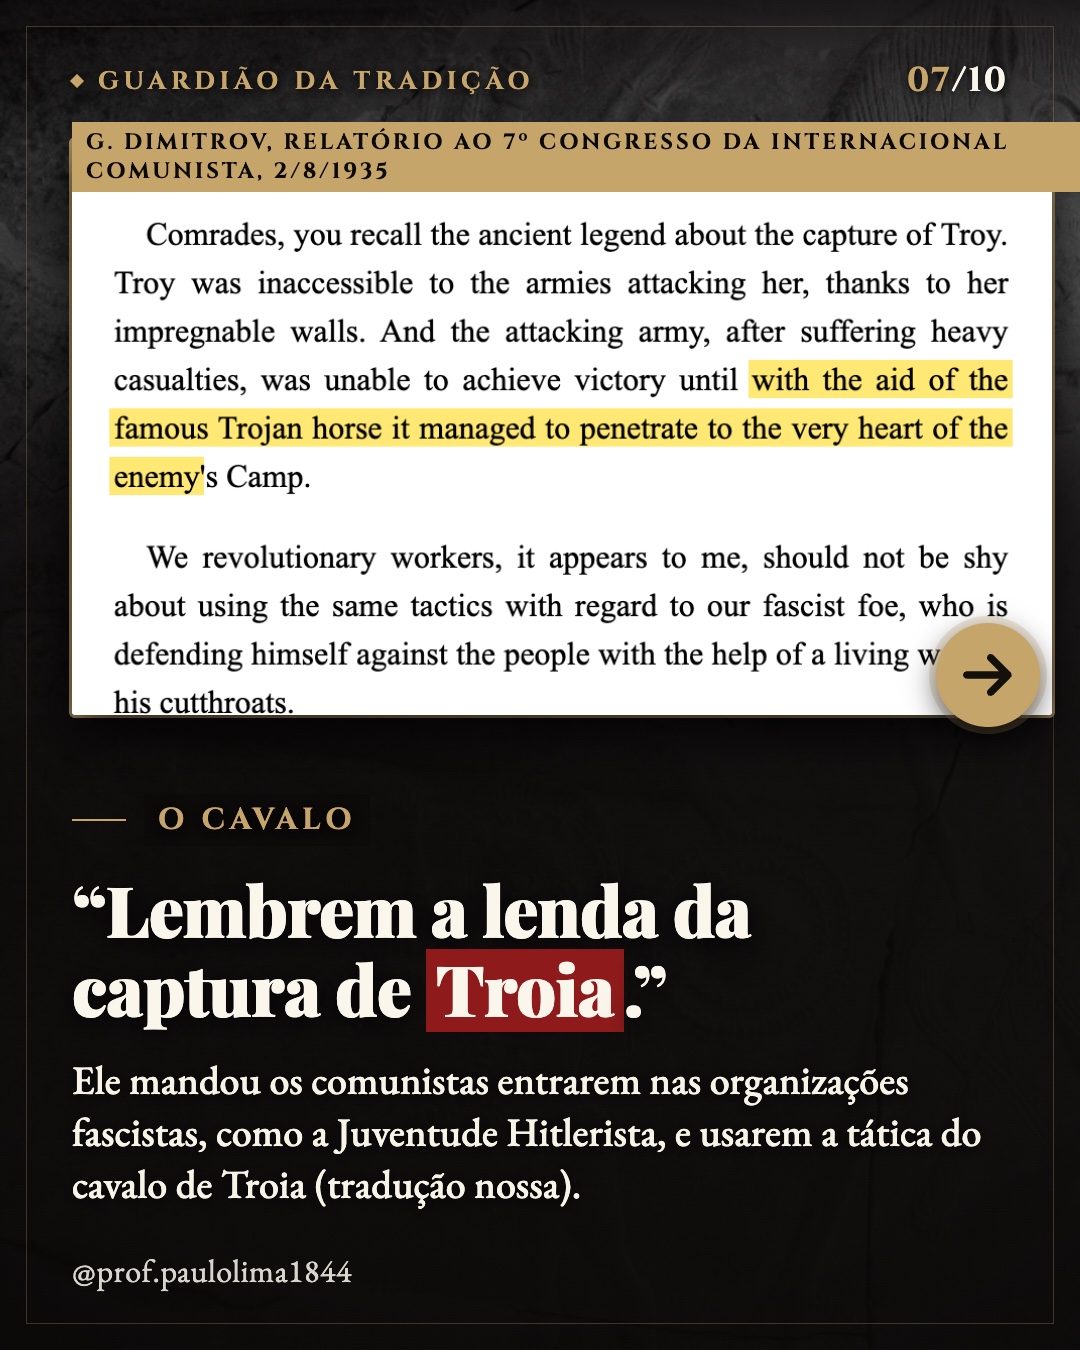 GUARDIÃO DA TRADIÇÃO
07/10
G. DIMITROV, RELATÓRIO AO 7º CONGRESSO DA INTERNACIONAL
COMUNISTA, 2/8/1935
Comrades, you recall the ancient legend about the capture of Troy.
Troy was inaccessible to the armies attacking her, thanks to her
impregnable walls. And the attacking army, after suffering heavy
casualties, was unable to achieve victory until with the aid of the
famous Trojan horse it managed to penetrate to the very heart of the
enemy's Camp.
We revolutionary workers, it appears to me, should not be shy
about using the same tactics with regard to our fascist foe, who is
defending himself against the people with the help of a living
his cutthroats.
O CAVALO
“Lembrem a lenda da
captura de Troia.”
Ele mandou os comunistas entrarem nas organizações
fascistas, como a Juventude Hitlerista, e usarem a tática do
cavalo de Troia (tradução nossa).
@prof.paulolima1844